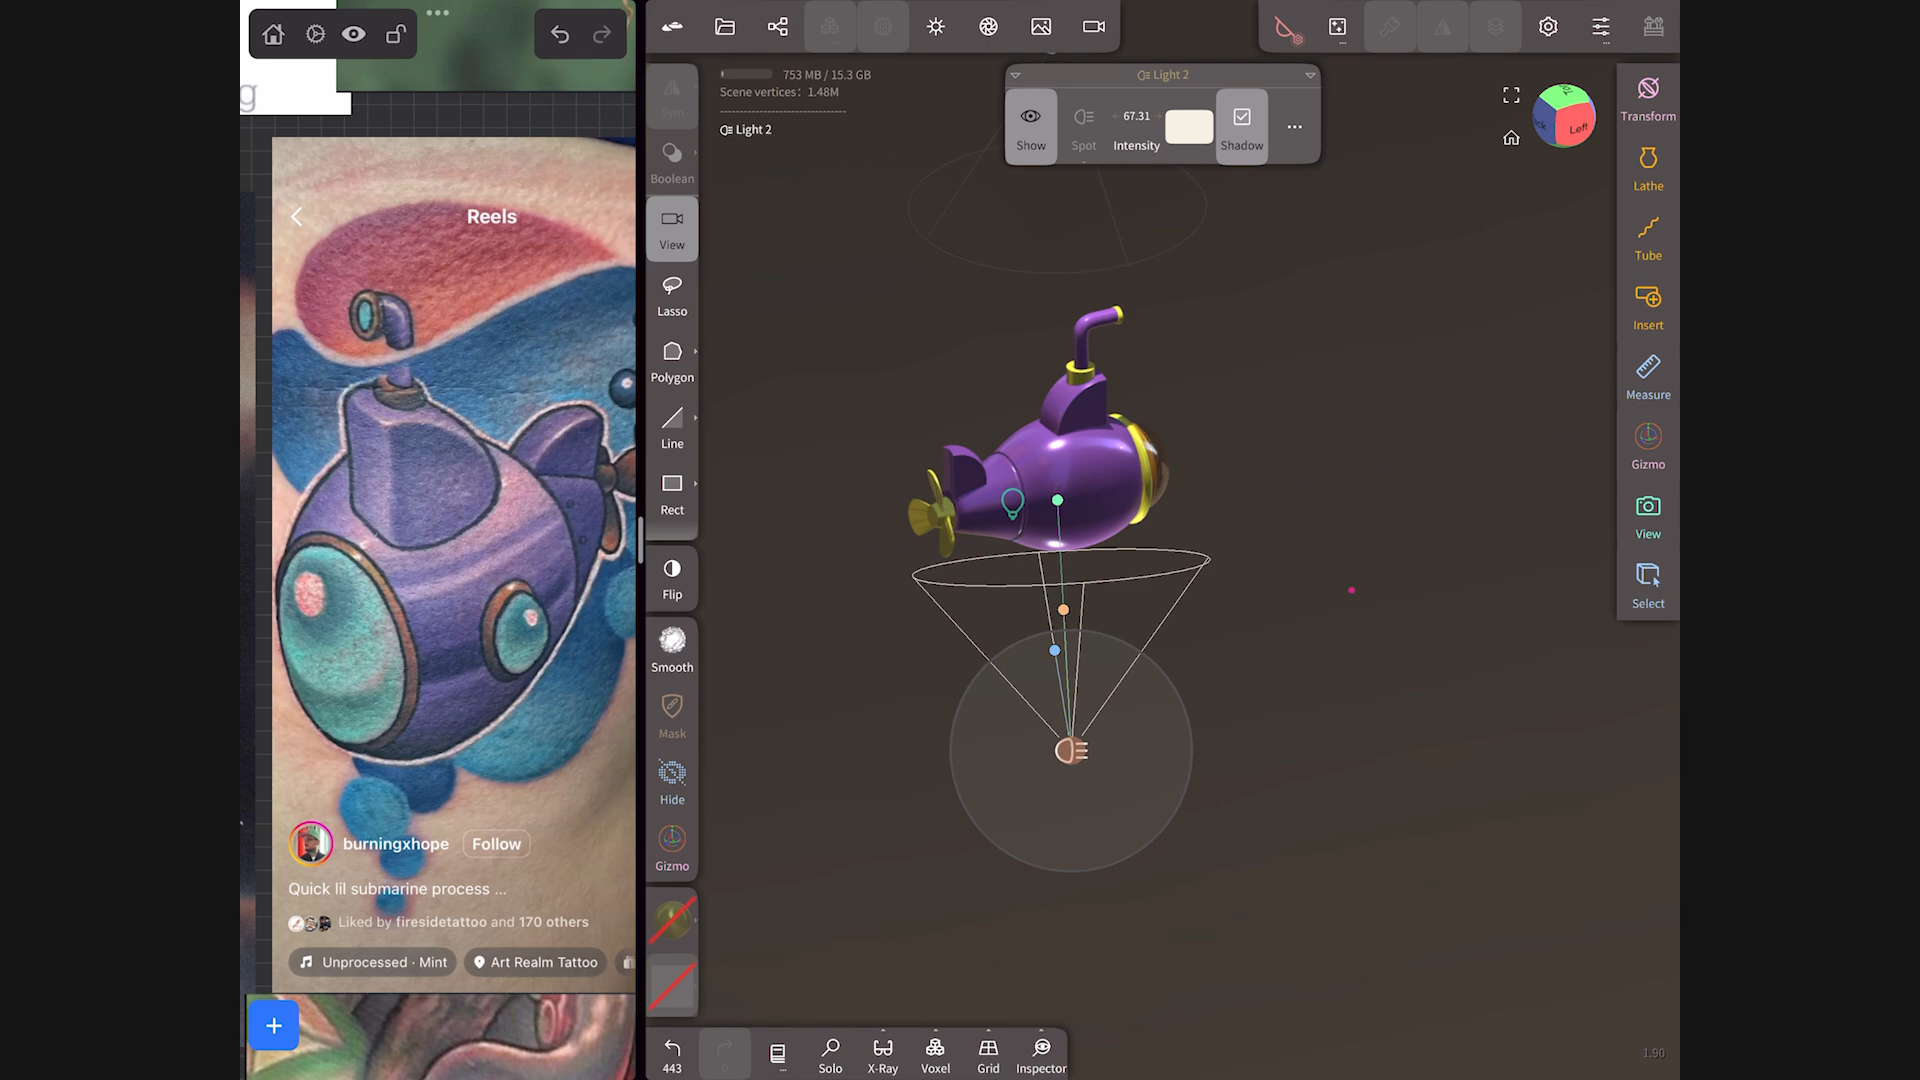 g
Reels
burningxhope
Follow
Quick lil submarine process ...
Liked by firesidetattoo and 170 others
Unprocessed · Mint
Art Realm Tattoo
753 MB / 15.3 GB
Scene vertices: 1.48M
Light 2
Light 2
Show
Spot
67.31
Intensity
Shadow
Left
Sym
Boolean
View
Lasso
Polygon
Line
Rect
Flip
Smooth
Mask
Hide
Gizmo
Transform
Lathe
Tube
Insert
Measure
Gizmo
View
Select
443
0
Solo
X-Ray
Voxel
Grid
Inspector
1.90